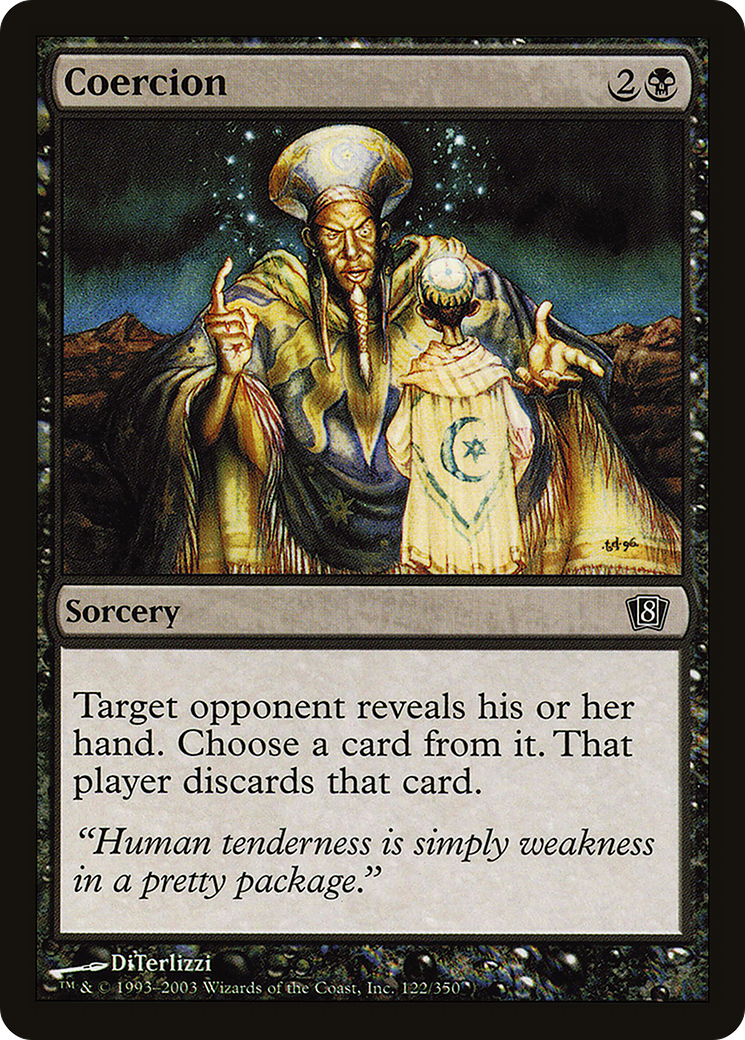 Coercion 2
td·96
Sorcery 8
Target opponent reveals his or her
hand. Choose a card from it. That
player discards that card.
“Human tenderness is simply weakness
in a pretty package.”
DiTerlizzi
™ & © 1993–2003 Wizards of the Coast, Inc. 122/350